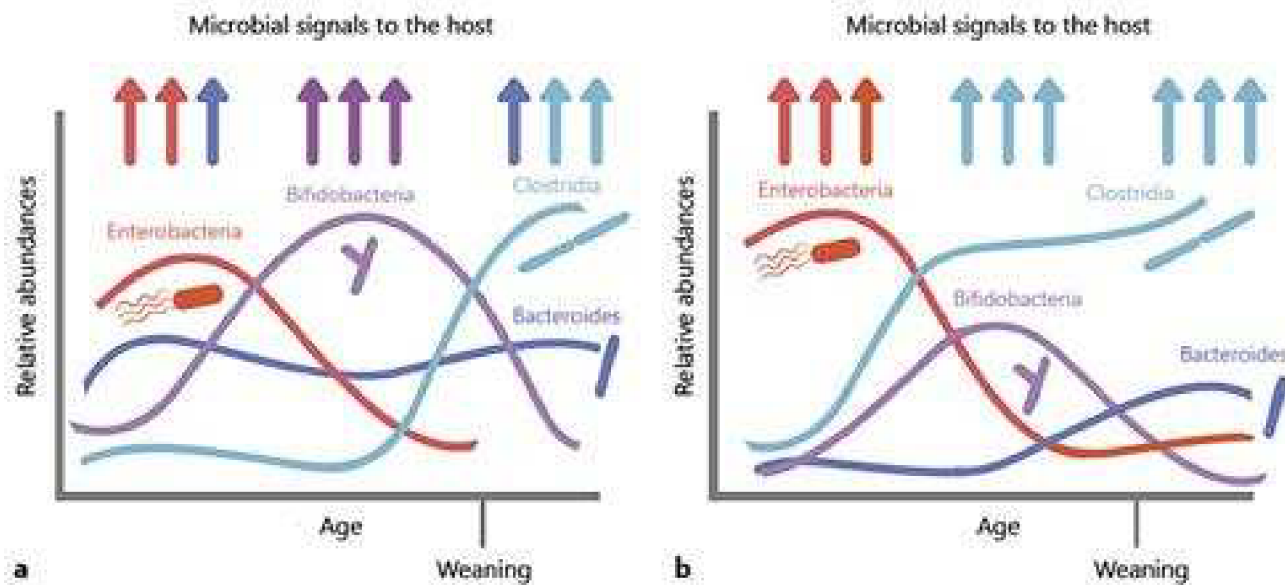 Microbial signals to the host
Relative abundances
Enterobacteria
Bifidobacteria
Clostridia
Bacteroides
Age
Weaning
a
Microbial signals to the host
Relative abundances
Enterobacteria
Clostridia
Bifidobacteria
Bacteroides
Age
Weaning
b